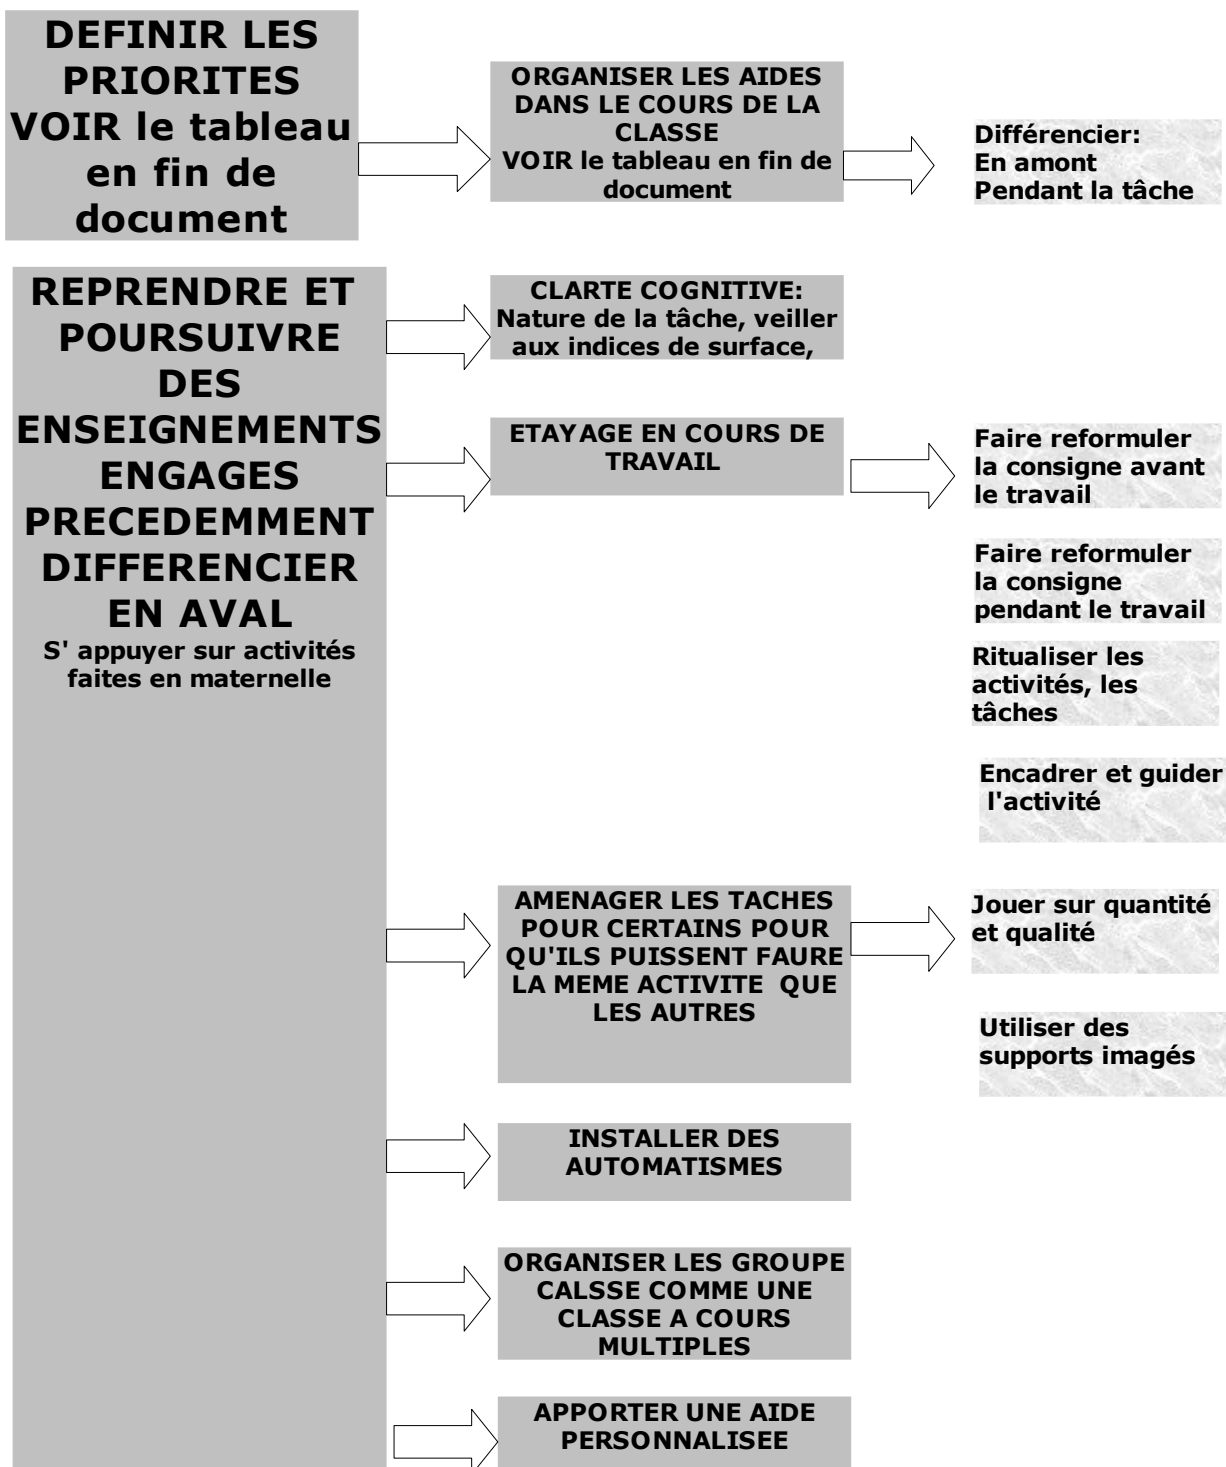 DEFINIR LES
PRIORITES
VOIR le tableau
en fin de
document
ORGANISER LES AIDES
DANS LE COURS DE LA
CLASSE
VOIR le tableau en fin de
document
Différencier:
En amont
Pendant la tâche
REPRENDRE ET
POURSUIVRE
DES
ENSEIGNEMENTS
ENGAGES
PRECEDEMMENT
DIFFERENCIER
EN AVAL
S' appuyer sur activités
faites en maternelle
CLARTE COGNITIVE:
Nature de la tâche, veiller
aux indices de surface,
ETAYAGE EN COURS DE
TRAVAIL
Faire reformuler
la consigne avant
le travail
Faire reformuler
la consigne
pendant le travail
Ritualiser les
activités, les
tâches
Encadrer et guider
l'activité
AMENAGER LES TACHES
POUR CERTAINS POUR
QU'ILS PUISSENT FAURE
LA MEME ACTIVITE QUE
LES AUTRES
Jouer sur quantité
et qualité
Utiliser des
supports imagés
INSTALLER DES
AUTOMATISMES
ORGANISER LES GROUPE
CALSSE COMME UNE
CLASSE A COURS
MULTIPLES
APPORTER UNE AIDE
PERSONNALISEE